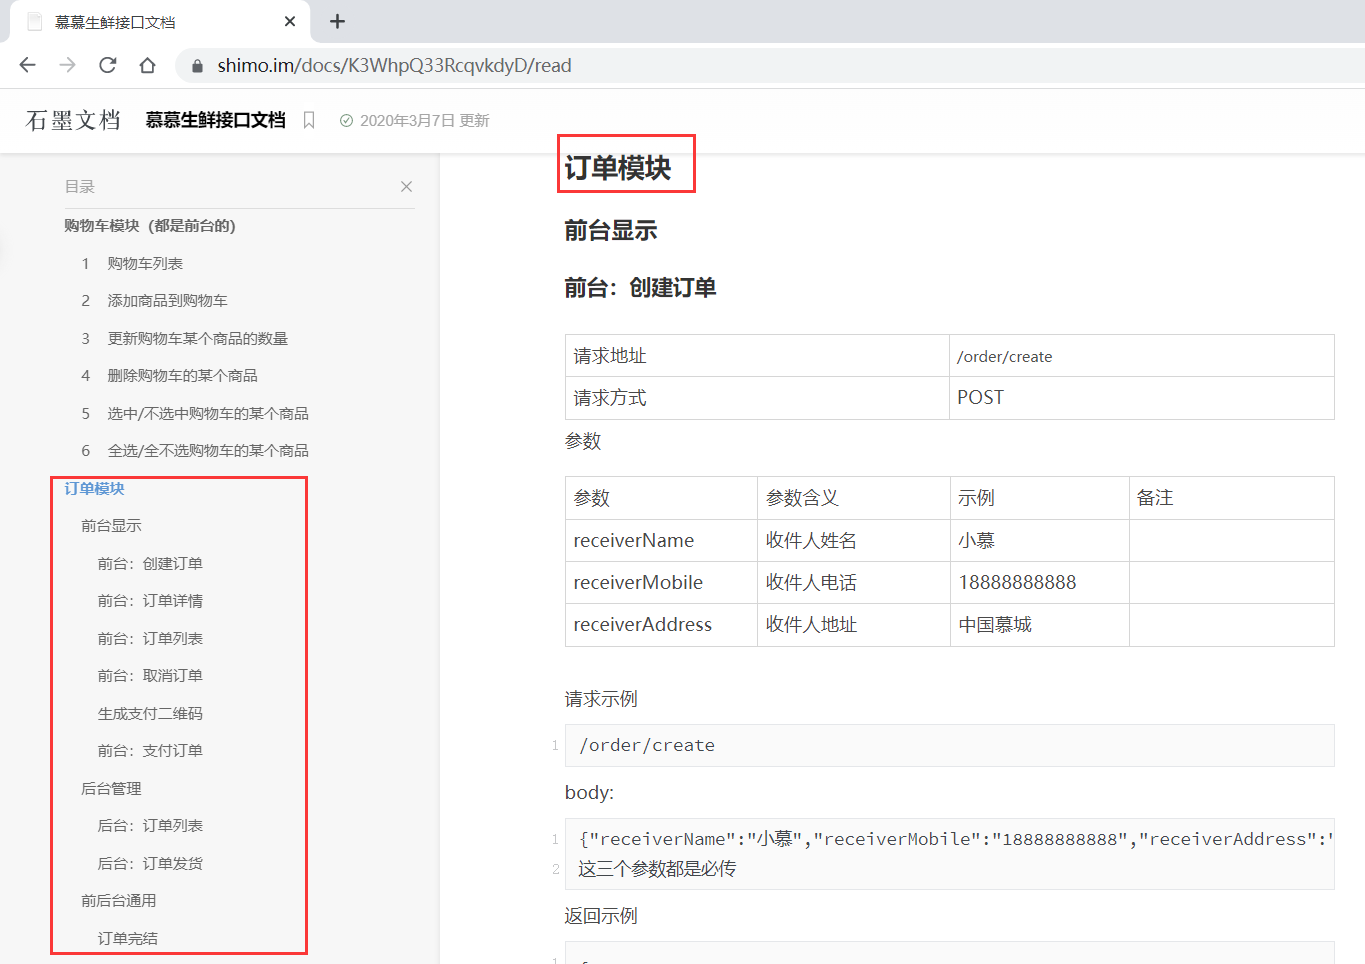 慕慕生鲜接口文档
shimo.im/docs/K3WhpQ33RcqvkdyD/read
石墨文档 慕慕生鲜接口文档 2020年3月7日 更新
目录
购物车模块（都是前台的)
1 购物车列表
2 添加商品到购物车
3 更新购物车某个商品的数量
4 删除购物车的某个商品
5 选中/不选中购物车的某个商品
6 全选/全不选购物车的某个商品
订单模块
前台显示
前台：创建订单
前台：订单详情
前台：订单列表
前台：取消订单
生成支付二维码
前台：支付订单
后台管理
后台：订单列表
后台：订单发货
前后台通用
订单完结
订单模块
前台显示
前台：创建订单
请求地址 /order/create
请求方式 POST
参数
参数 参数含义 示例 备注
receiverName 收件人姓名 小慕
receiverMobile 收件人电话 18888888888
receiverAddress 收件人地址 中国慕城
请求示例
1 /order/create
body:
1 {"receiverName":"小慕","receiverMobile":"18888888888","receiverAddress":"
2 这三个参数都是必传
返回示例
1 {